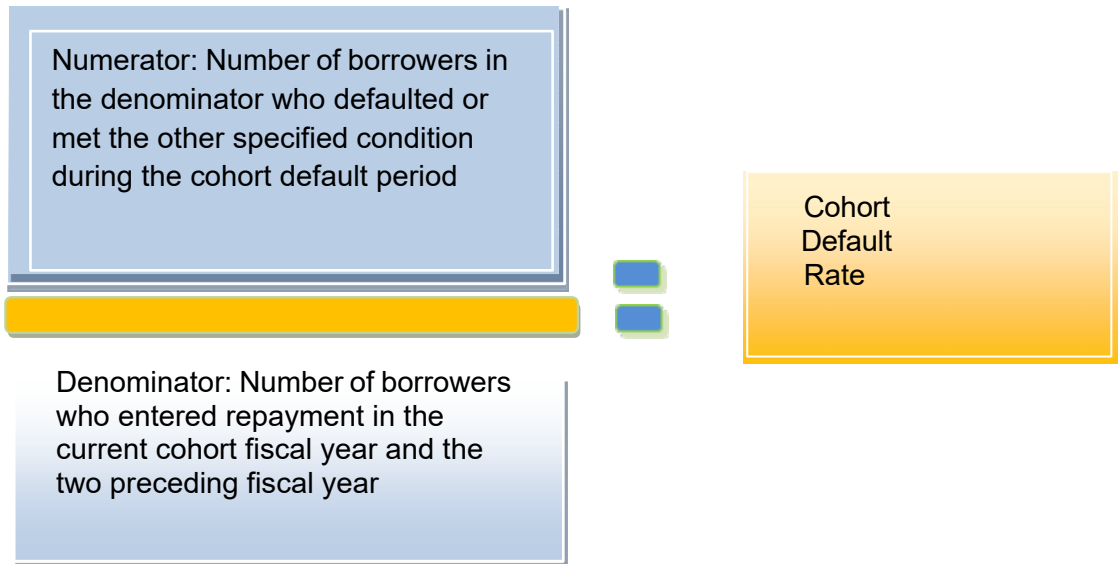 Numerator: Number of borrowers in
the denominator who defaulted or
met the other specified condition
during the cohort default period
Cohort
Default
Rate
Denominator: Number of borrowers
who entered repayment in the
current cohort fiscal year and the
two preceding fiscal year